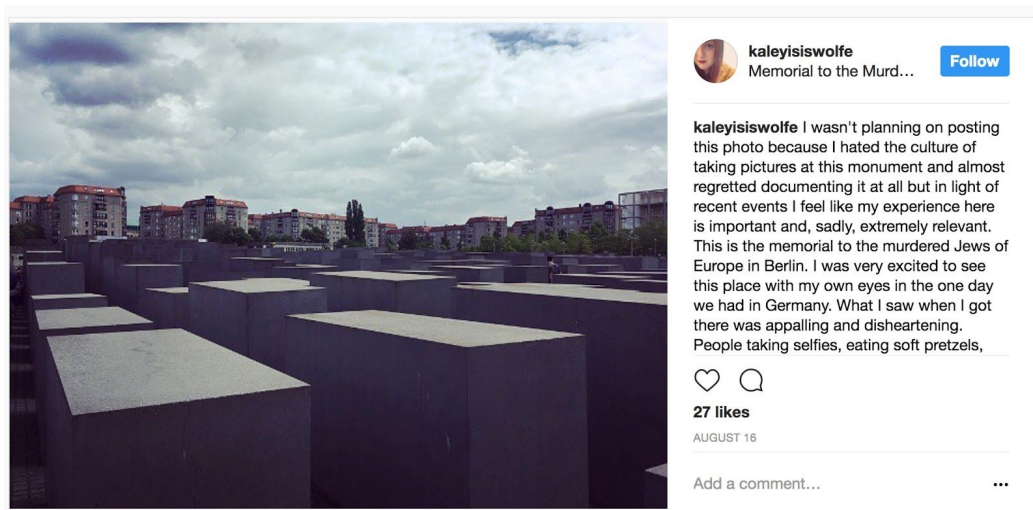 kaleyisiswolfe
Memorial to the Murd...
Follow
kaleyisiswolfe I wasn't planning on posting
this photo because I hated the culture of
taking pictures at this monument and almost
regretted documenting it at all but in light of
recent events I feel like my experience here
is important and, sadly, extremely relevant.
This is the memorial to the murdered Jews of
Europe in Berlin. I was very excited to see
this place with my own eyes in the one day
we had in Germany. What I saw when I got
there was appalling and disheartening.
People taking selfies, eating soft pretzels,
27 likes
AUGUST 16
Add a comment...